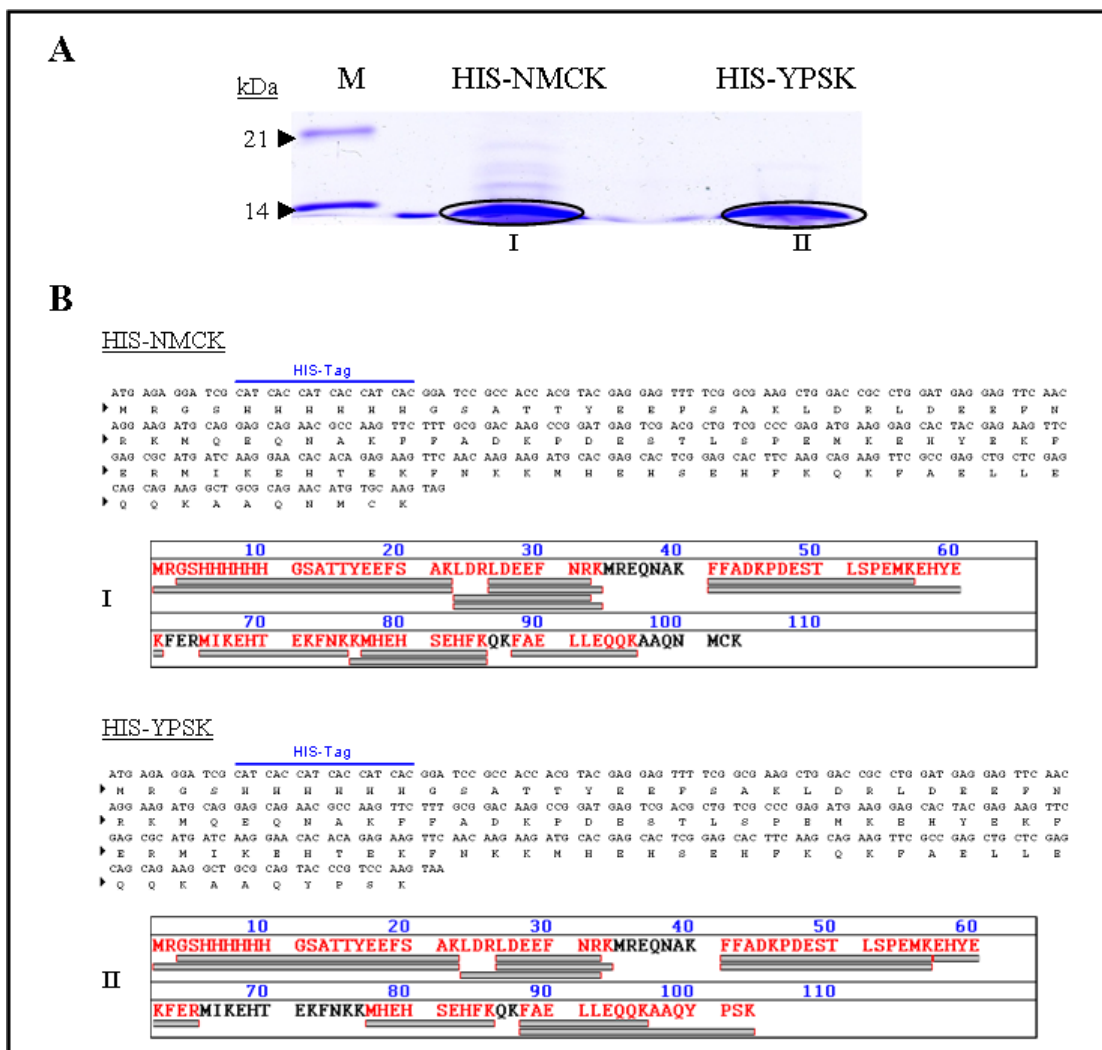 A
kDa M HIS-NMCK HIS-YPSK
21
14
I II
B
HIS-NMCK
HIS-Tag
ATG AGA GGA TCG CAT CAC CAT CAC CAT CAC GGA TCC GCC ACC ACG TAC GAG GAG TTT TCG GCG AAG CTG GAC CGC CTG GAT GAG GAG TTC AAC
M R G S H H H H H H G S A T T Y E E F S A K L D R L D E E F N
AGG AAG ATG CAG GAG CAG AAC GCC AAG TTC TTT GCG GAC AAG CCG GAT GAG TCG ACG CTG TCG CCC GAG ATG AAG GAG CAC TAC GAG AAG TTC
R K M Q E Q N A K F F A D K P D E S T L S P E M K E H Y E K F
GAG CGC ATG ATC AAG GAA CAC ACA GAG AAG TTC AAC AAG AAG ATG CAC GAG CAC TCG GAG CAC TTC AAG CAG AAG TTC GCC GAG CTG CTC GAG
E R M I K E H T E K F N K K M H E H S E H F K Q K F A E L L E
CAG CAG AAG GCT GCG CAG AAC ATG TGC AAG TAG
Q Q K A A Q N M C K
10 20 30 40 50 60
MRGSHHHHHH GSATTYEEFS AKLDRLDEEF NRKMREQNAK FFADKPDEST LSPEMKEHYE
I
70 80 90 100 110
KFERMIKEHT EKFNKKMHEH SEHFKQKFAE LLEQQKAAQN MCK
HIS-YPSK
HIS-Tag
ATG AGA GGA TCG CAT CAC CAT CAC CAT CAC GGA TCC GCC ACC ACG TAC GAG GAG TTT TCG GCG AAG CTG GAC CGC CTG GAT GAG GAG TTC AAC
M R G S H H H H H H G S A T T Y E E F S A K L D R L D E E F N
AGG AAG ATG CAG GAG CAG AAC GCC AAG TTC TTT GCG GAC AAG CCG GAT GAG TCG ACG CTG TCG CCC GAG ATG AAG GAG CAC TAC GAG AAG TTC
R K M Q E Q N A K F F A D K P D E S T L S P E M K E H Y E K F
GAG CGC ATG ATC AAG GAA CAC ACA GAG AAG TTC AAC AAG AAG ATG CAC GAG CAC TCG GAG CAC TTC AAG CAG AAG TTC GCC GAG CTG CTC GAG
E R M I K E H T E K F N K K M H E H S E H F K Q K F A E L L E
CAG CAG AAG GCT GCG CAG TAC CCG TCC AAG TAA
Q Q K A A Q Y P S K
10 20 30 40 50 60
MRGSHHHHHH GSATTYEEFS AKLDRLDEEF NRKMREQNAK FFADKPDEST LSPEMKEHYE
II
70 80 90 100 110
KFERMIKEHT EKFNKKMHEH SEHFKQKFAE LLEQQKAAQY PSK